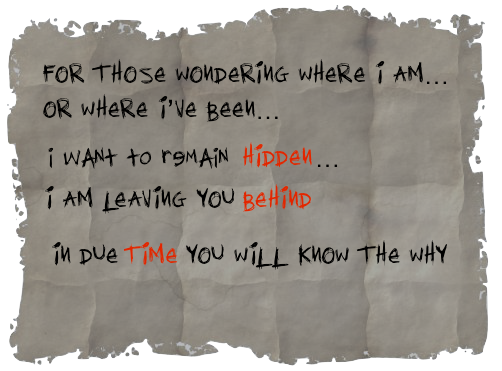 FOR THOSE WONDERING WHERE I AM...
OR WHERE I'VE BEEN...
I WANT TO REMAIN HIDDEN...
I AM LEAVING YOU BEHIND
IN DUE TIME YOU WILL KNOW THE WHY